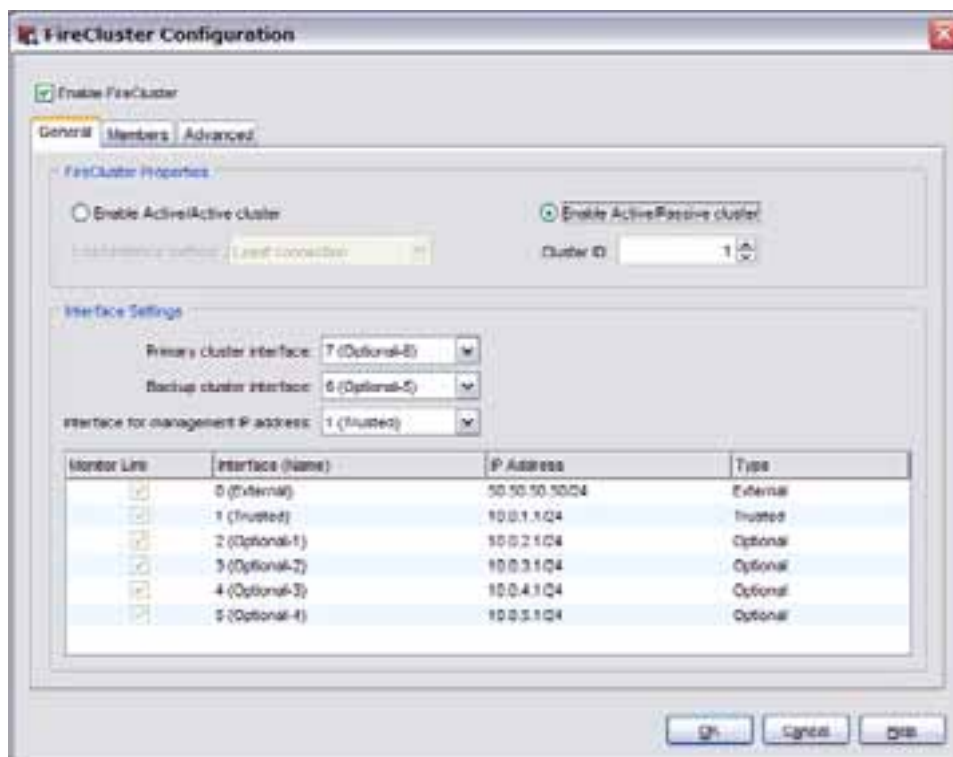 FireCluster Configuration
Enable FireCluster
General Members Advanced
FireCluster Properties
Enable Active/Active cluster
Enable Active/Passive cluster
Least connection
Cluster ID: 1
Interface Settings
Primary cluster interface: 7 (Optional-6)
Backup cluster interface: 6 (Optional-5)
Interface for management IP address: 1 (Trusted)
Monitor Link Interface (Name) IP Address Type
0 (External) 50.50.50.50/24 External
1 (Trusted) 10.0.1.1/24 Trusted
2 (Optional-1) 10.0.2.1/24 Optional
3 (Optional-2) 10.0.3.1/24 Optional
4 (Optional-3) 10.0.4.1/24 Optional
5 (Optional-4) 10.0.5.1/24 Optional
OK Cancel Help